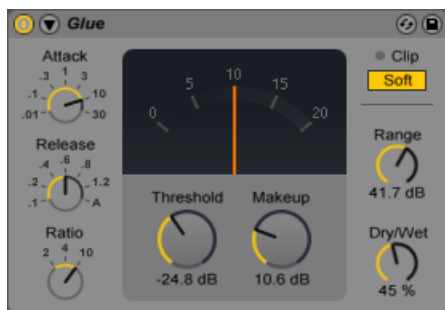 Glue
Attack
.01 .1 .3 1 3 10 30
Release
.1 .2 .4 .6 .8 1.2 A
Ratio
2 4 10
0 5 10 15 20
Threshold
-24.8 dB
Makeup
10.6 dB
Clip
Soft
Range
41.7 dB
Dry/Wet
45 %